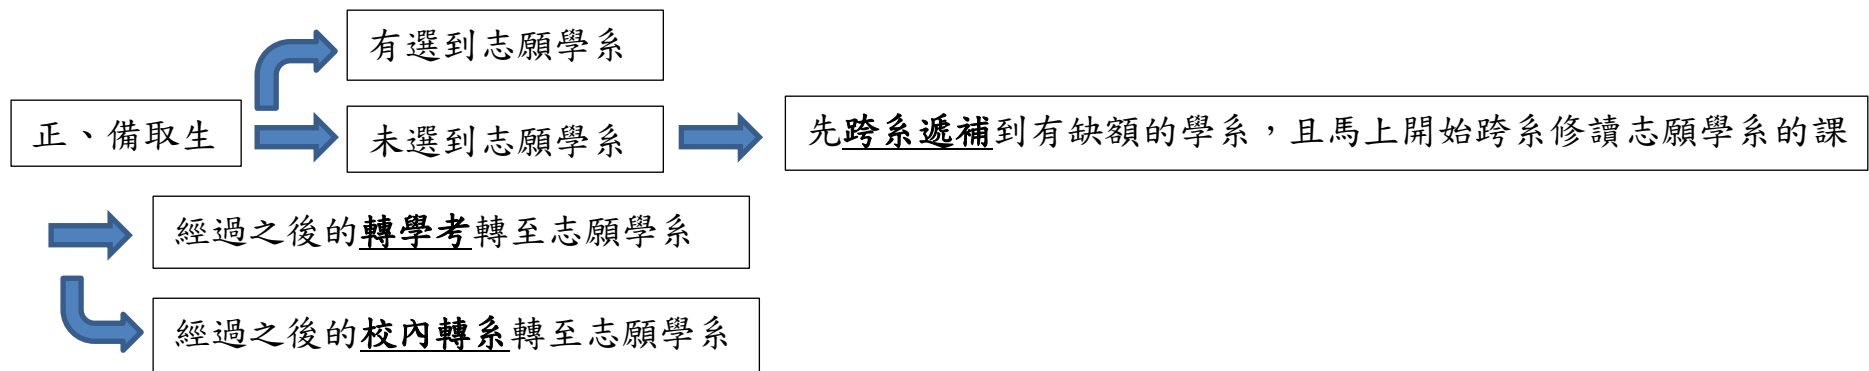 有選到志願學系
正、備取生
未選到志願學系
先跨系遞補到有缺額的學系，且馬上開始跨系修讀志願學系的課
經過之後的轉學考轉至志願學系
經過之後的校內轉系轉至志願學系